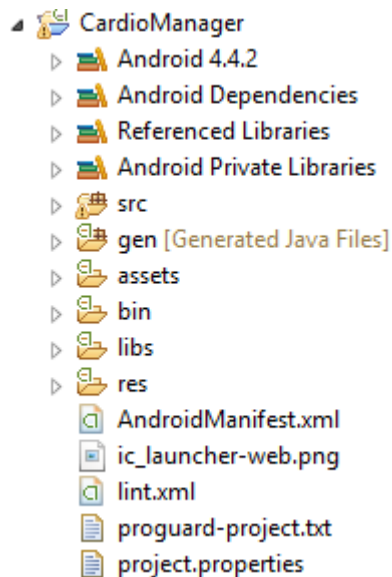 CardioManager
Android 4.4.2
Android Dependencies
Referenced Libraries
Android Private Libraries
src
gen [Generated Java Files]
assets
bin
libs
res
AndroidManifest.xml
ic_launcher-web.png
lint.xml
proguard-project.txt
project.properties